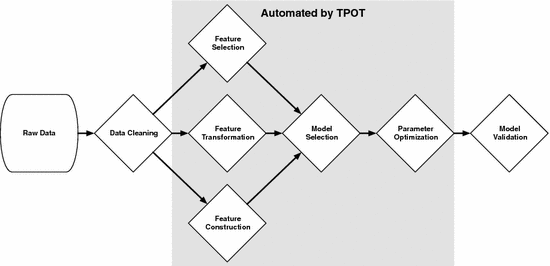 Automated by TPOT
Feature
Selection
Raw Data
Data Cleaning
Feature
Transformation
Model
Selection
Parameter
Optimization
Model
Validation
Feature
Construction